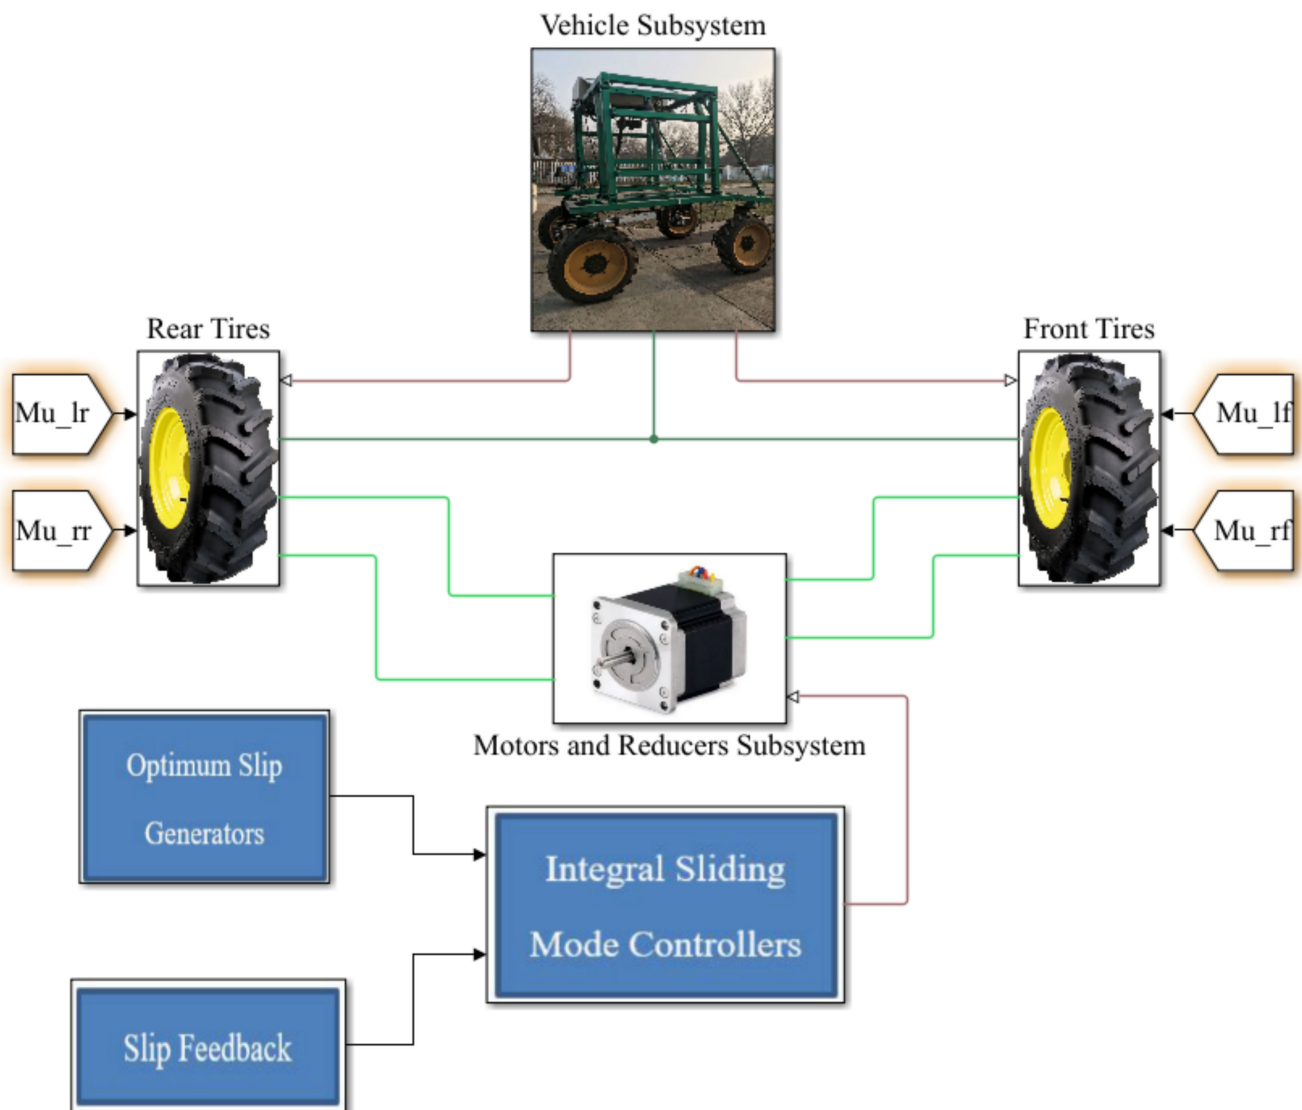 Vehicle Subsystem
Rear Tires
Front Tires
Mu_lr
Mu_lf
Mu_rr
Mu_rf
Motors and Reducers Subsystem
Optimum Slip
Generators
Integral Sliding
Mode Controllers
Slip Feedback